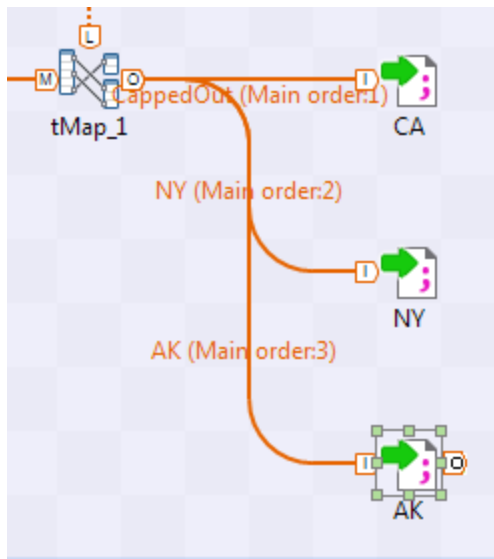 L
M
O
CappedOut (Main order:1)
I
tMap_1
CA
NY (Main order:2)
I
NY
AK (Main order:3)
I
O
AK